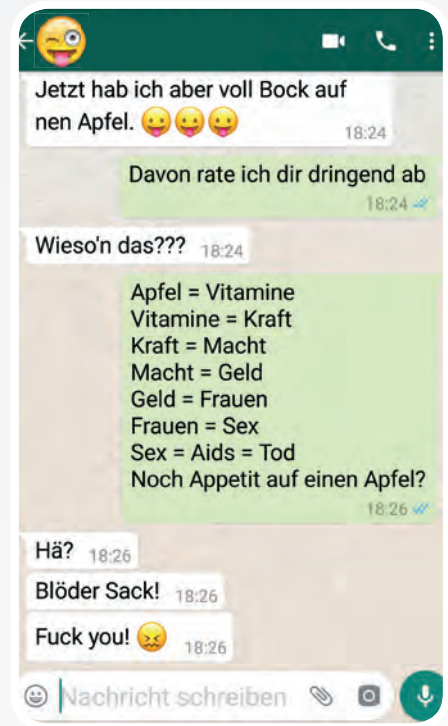 Jetzt hab ich aber voll Bock auf
nen Apfel. 😛😛😛
18:24
Davon rate ich dir dringend ab
18:24
Wieso'n das???
18:24
Apfel = Vitamine
Vitamine = Kraft
Kraft = Macht
Macht = Geld
Geld = Frauen
Frauen = Sex
Sex = Aids = Tod
Noch Appetit auf einen Apfel?
18:26
Hä? 18:26
Blöder Sack! 18:26
Fuck you! 😖 18:26
Nachricht schreiben